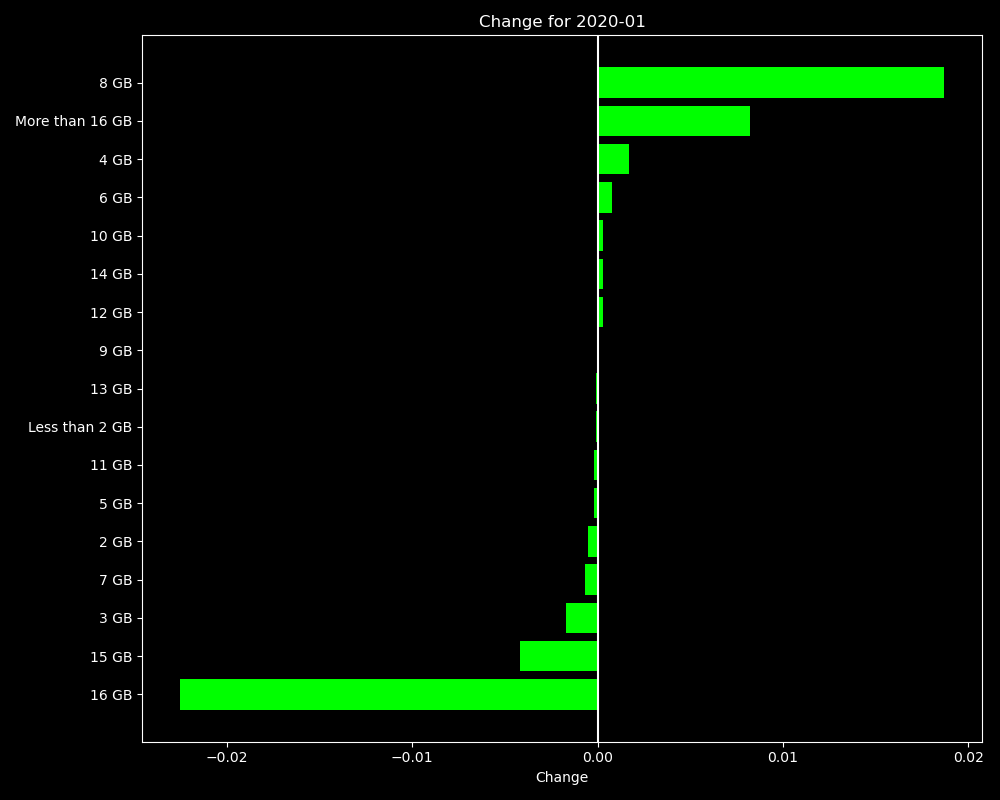 Change for 2020-01
8 GB
More than 16 GB
4 GB
6 GB
10 GB
14 GB
12 GB
9 GB
13 GB
Less than 2 GB
11 GB
5 GB
2 GB
7 GB
3 GB
15 GB
16 GB
−0.02 −0.01 0.00 0.01 0.02
Change